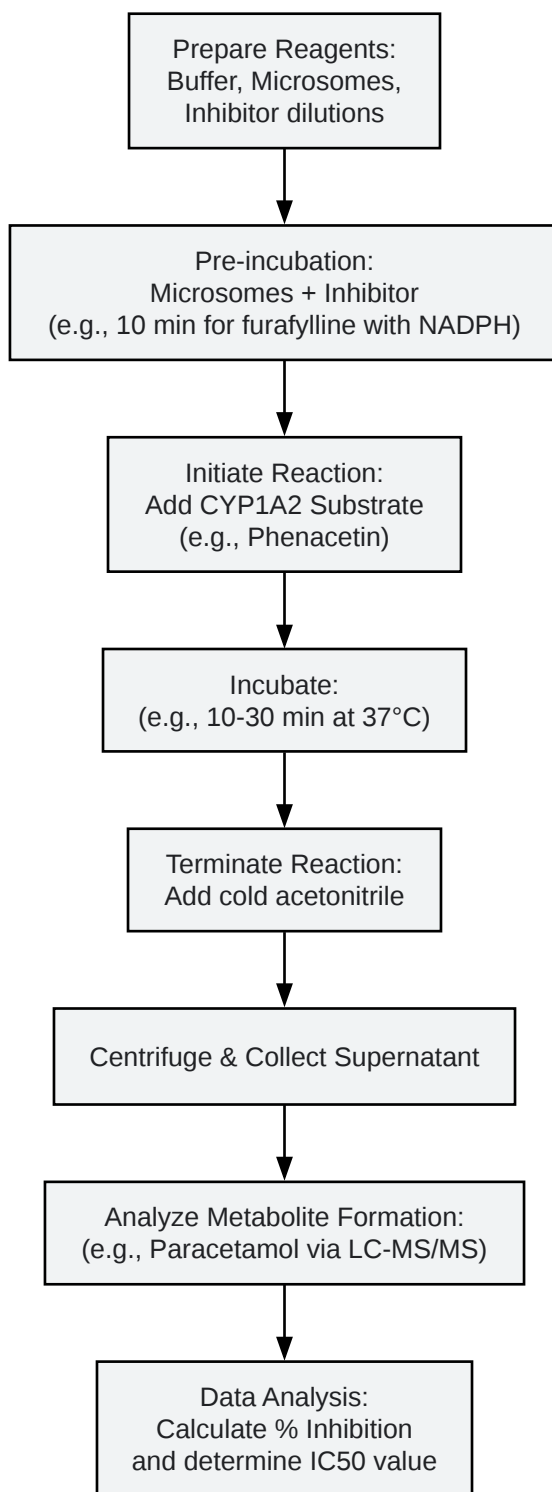 Prepare Reagents:
Buffer, Microsomes,
Inhibitor dilutions
Pre-incubation:
Microsomes + Inhibitor
(e.g., 10 min for furafylline with NADPH)
Initiate Reaction:
Add CYP1A2 Substrate
(e.g., Phenacetin)
Incubate:
(e.g., 10-30 min at 37°C)
Terminate Reaction:
Add cold acetonitrile
Centrifuge & Collect Supernatant
Analyze Metabolite Formation:
(e.g., Paracetamol via LC-MS/MS)
Data Analysis:
Calculate % Inhibition
and determine IC50 value